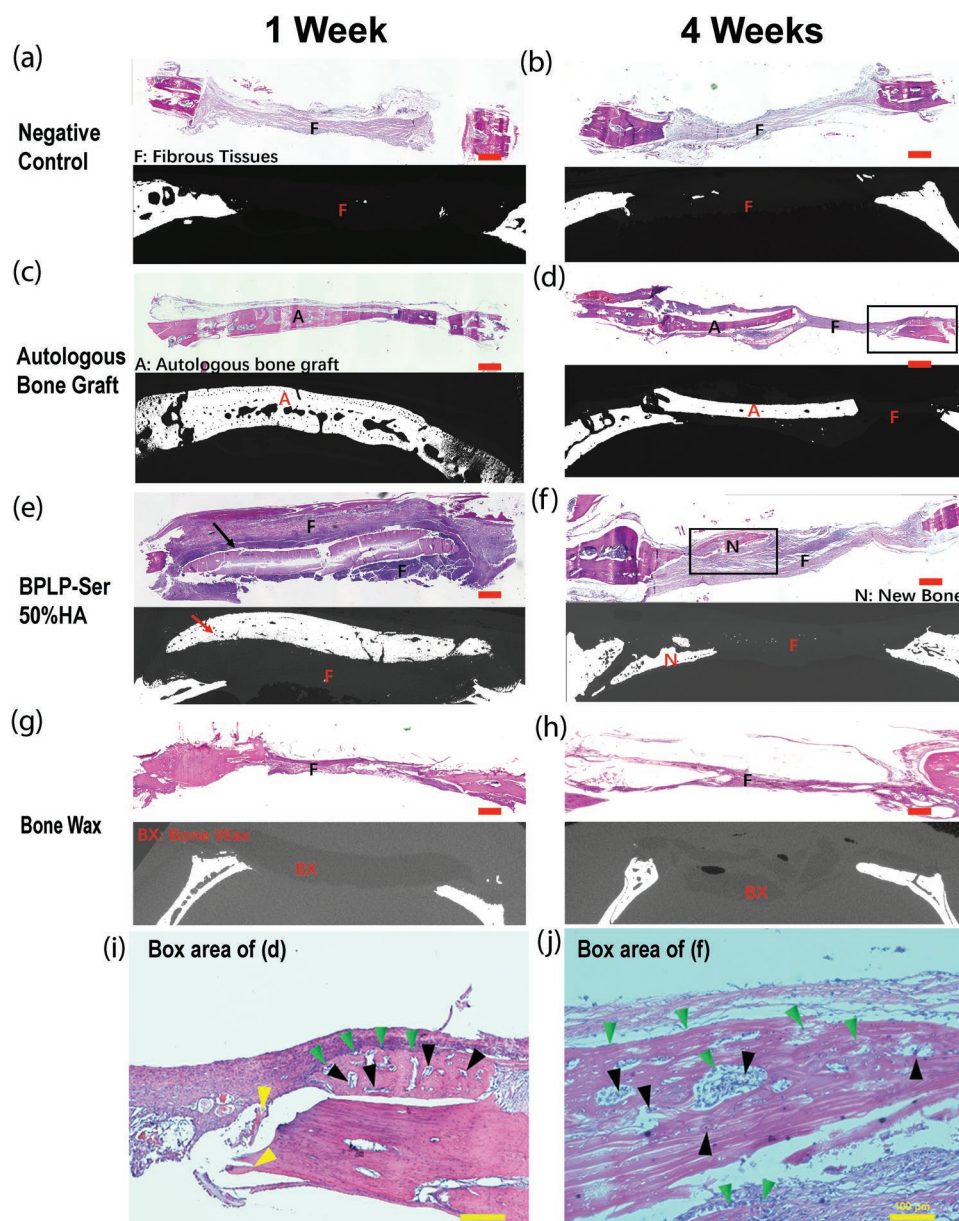 1 Week
4 Weeks
(a)
(b)
Negative
Control
F
F: Fibrous Tissues
F
F
F
(c)
(d)
Autologous
Bone Graft
A
A: Autologous bone graft
A
A
F
A
F
(e)
(f)
BPLP-Ser
50%HA
F
F
F
N
F
N: New Bone
N
F
(g)
(h)
Bone Wax
F
BX: Bone Wax
BX
F
BX
(i)
Box area of (d)
(j)
Box area of (f)
400 μm